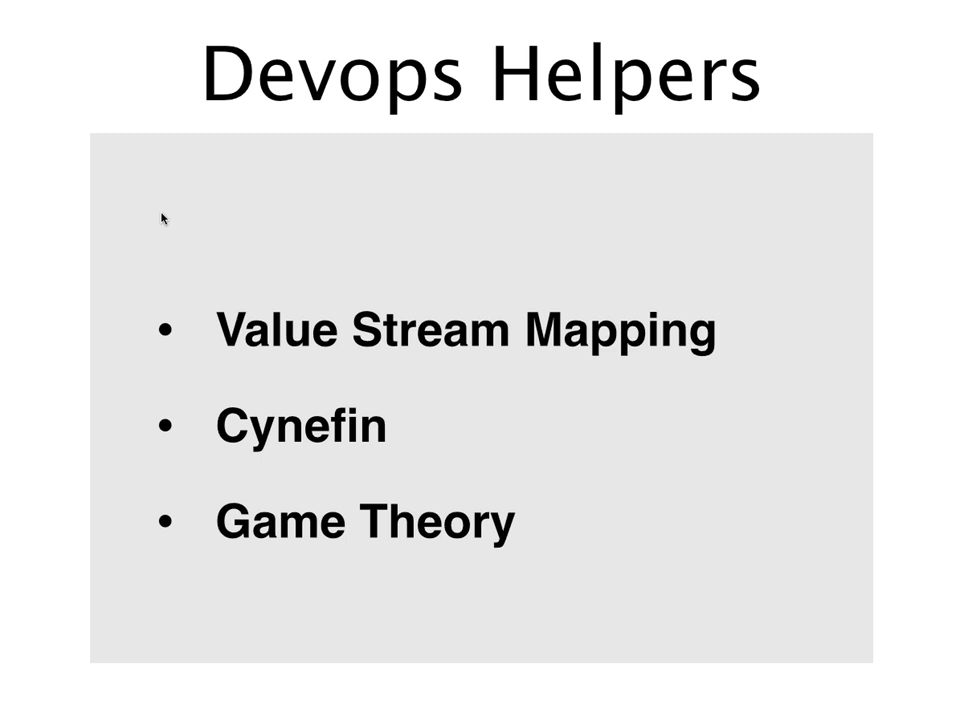 Devops Helpers
• Value Stream Mapping
• Cynefin
• Game Theory